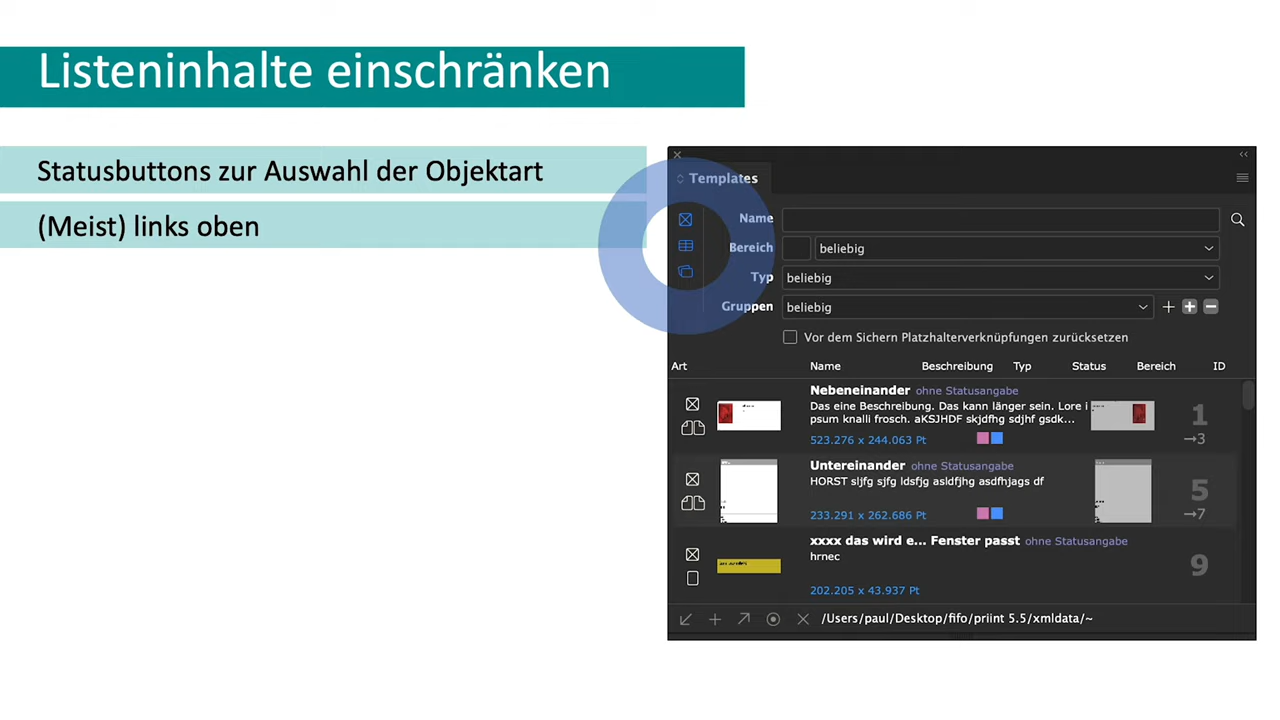 Listeninhalte einschränken
Statusbuttons zur Auswahl der Objektart
(Meist) links oben
Templates
Name
Bereich beliebig
Typ beliebig
Gruppen beliebig
Vor dem Sichern Platzhalterverknüpfungen zurücksetzen
Art Name Beschreibung Typ Status Bereich ID
Nebeneinander ohne Statusangabe
Das eine Beschreibung. Das kann länger sein. Lore i
psum knalli frosch. aKSJHDF skjdfhg sdjhf gsdk...
1
523.276 x 244.063 Pt
→3
Untereinander ohne Statusangabe
HORST sljfg sjfg ldsfjg asldfjhg asdfhjags df
5
233.291 x 262.686 Pt
→7
xxxx das wird e... Fenster passt ohne Statusangabe
hrnec
9
202.205 x 43.937 Pt
/Users/paul/Desktop/fifo/priint 5.5/xmldata/~